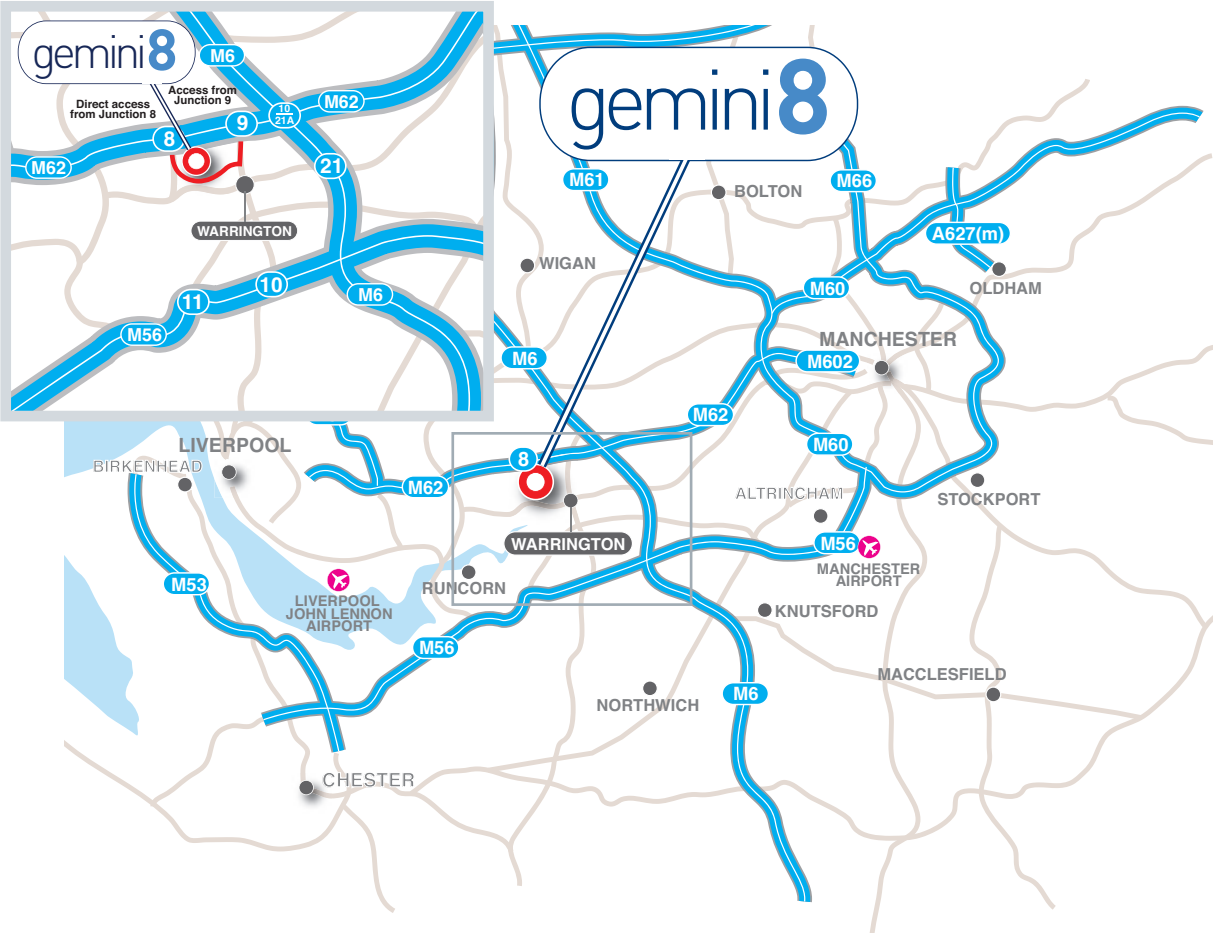 gemini8
M6
Direct access
from Junction 8
Access from
Junction 9
10
21A
M62
8
9
M62
21
WARRINGTON
10
11
M6
M56
gemini8
M61
BOLTON
M66
A627(m)
WIGAN
OLDHAM
M60
MANCHESTER
M6
M602
M62
M60
LIVERPOOL
BIRKENHEAD
8
M62
ALTRINCHAM
STOCKPORT
WARRINGTON
M56
MANCHESTER
AIRPORT
M53
RUNCORN
LIVERPOOL
JOHN LENNON
AIRPORT
KNUTSFORD
M56
MACCLESFIELD
M6
NORTHWICH
CHESTER